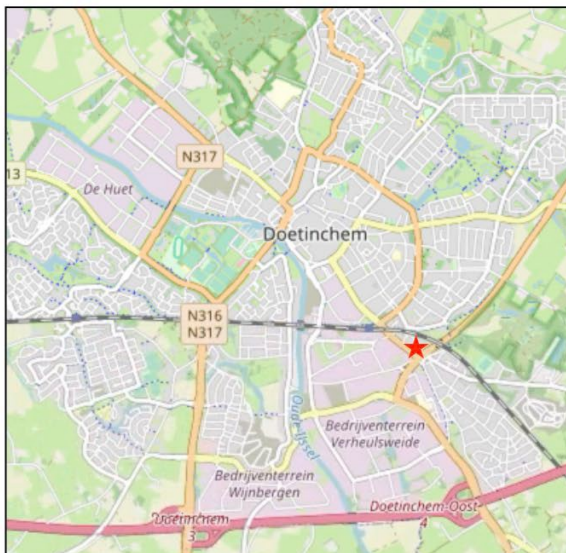 N317
13
De Huet
Doetinchem
N316
N317
Oude IJssel
Bedrijventerrein
Verheulsweide
Bedrijventerrein
Wijnbergen
Doetinchem
3
Doetinchem-Oost
4